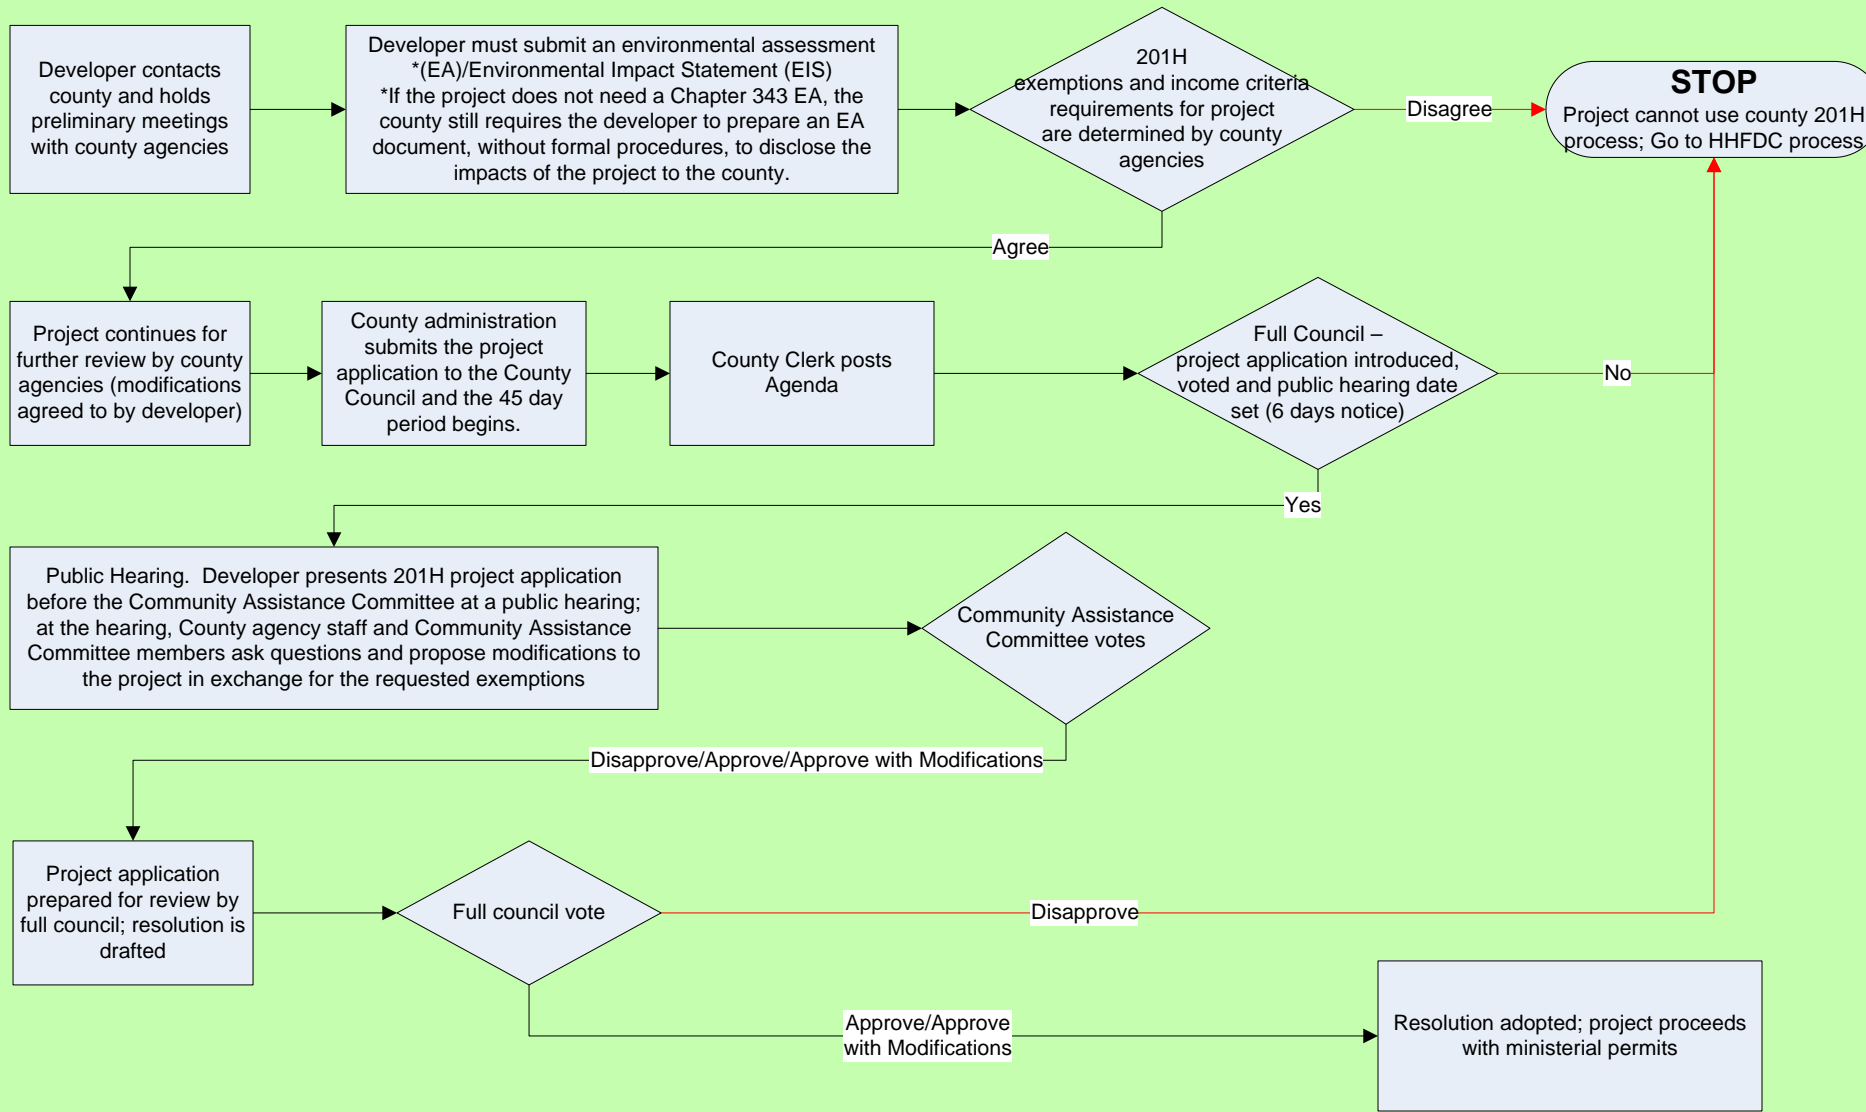 Developer contacts
county and holds
preliminary meetings
with county agencies
Developer must submit an environmental assessment
*(EA)/Environmental Impact Statement (EIS)
*If the project does not need a Chapter 343 EA, the
county still requires the developer to prepare an EA
document, without formal procedures, to disclose the
impacts of the project to the county.
201H
exemptions and income criteria
requirements for project
are determined by county
agencies
Disagree
STOP
Project cannot use county 201H
process; Go to HHFDC process
Agree
Project continues for
further review by county
agencies (modifications
agreed to by developer)
County administration
submits the project
application to the County
Council and the 45 day
period begins.
County Clerk posts
Agenda
Full Council –
project application introduced,
voted and public hearing date
set (6 days notice)
No
Yes
Public Hearing.  Developer presents 201H project application
before the Community Assistance Committee at a public hearing;
at the hearing, County agency staff and Community Assistance
Committee members ask questions and propose modifications to
the project in exchange for the requested exemptions
Community Assistance
Committee votes
Disapprove/Approve/Approve with Modifications
Project application
prepared for review by
full council; resolution is
drafted
Full council vote
Disapprove
Approve/Approve
with Modifications
Resolution adopted; project proceeds
with ministerial permits